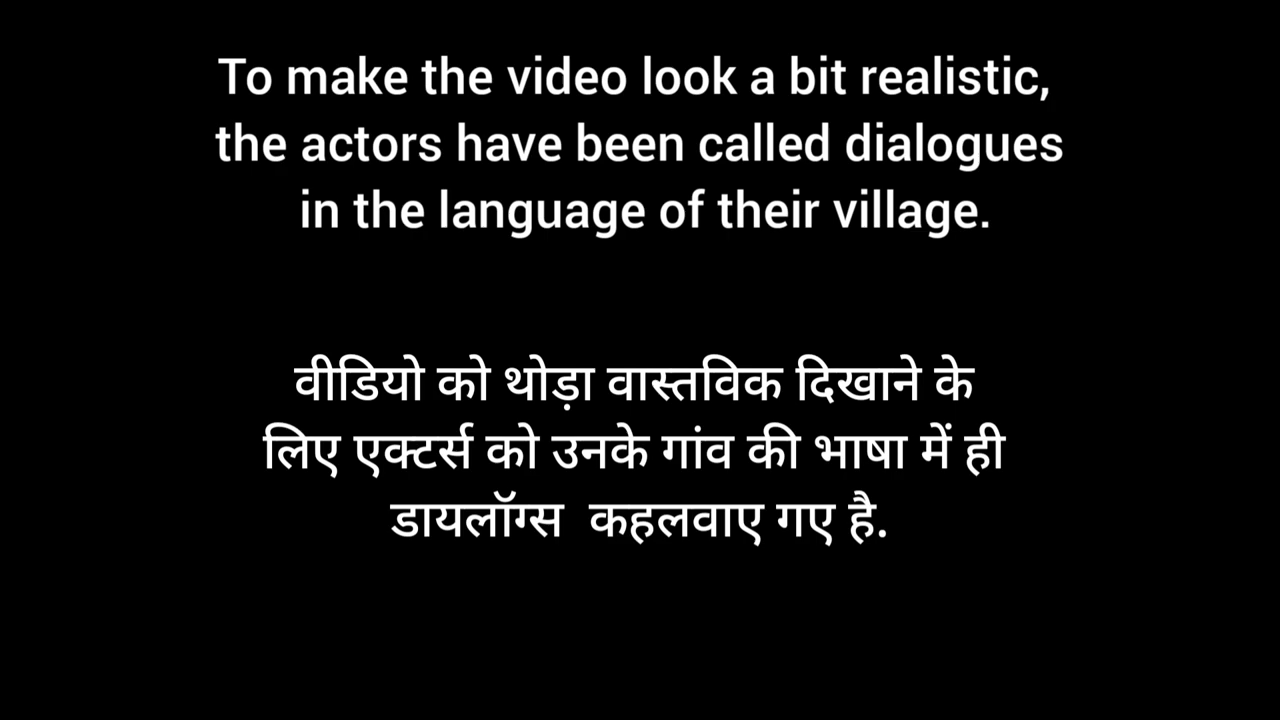 To make the video look a bit realistic,
the actors have been called dialogues
in the language of their village.
वीडियो को थोड़ा वास्तविक दिखाने के
लिए एक्टर्स को उनके गांव की भाषा में ही
डायलॉग्स कहलवाए गए है.